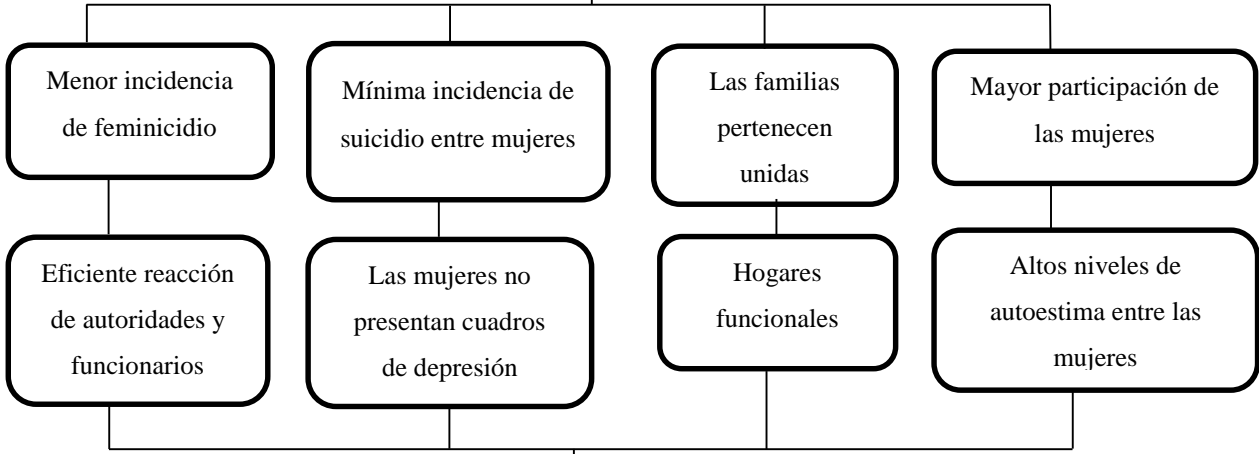 Menor incidencia
de feminicidio
Mínima incidencia de
suicidio entre mujeres
Las familias
pertenecen
unidas
Mayor participación de
las mujeres
Eficiente reacción
de autoridades y
funcionarios
Las mujeres no
presentan cuadros
de depresión
Hogares
funcionales
Altos niveles de
autoestima entre las
mujeres